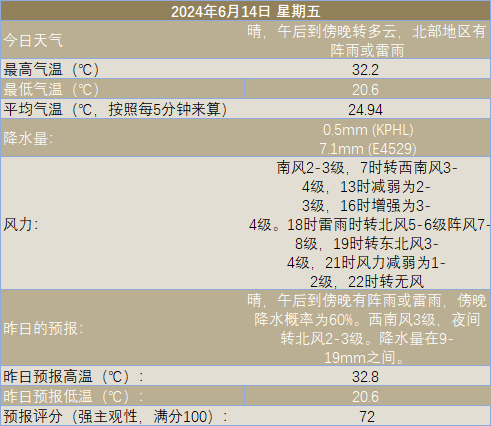 2024年6月14日 星期五
今日天气
晴，午后到傍晚转多云，北部地区有
阵雨或雷雨
最高气温（℃）
32.2
最低气温（℃）
20.6
平均气温（℃，按照每5分钟来算）
24.94
降水量：
0.5mm (KPHL)
7.1mm (E4529)
风力：
南风2-3级，7时转西南风3-
4级，13时减弱为2-
3级，16时增强为3-
4级。18时雷雨时转北风5-6级阵风7-
8级，19时转东北风3-
4级，21时风力减弱为1-
2级，22时转无风
昨日的预报：
晴，午后到傍晚有阵雨或雷雨，傍晚
降水概率为60%。西南风3级，夜间
转北风2-3级。降水量在9-
19mm之间。
昨日预报高温（℃）：
32.8
昨日预报低温（℃）：
20.6
预报评分（强主观性，满分100）：
72